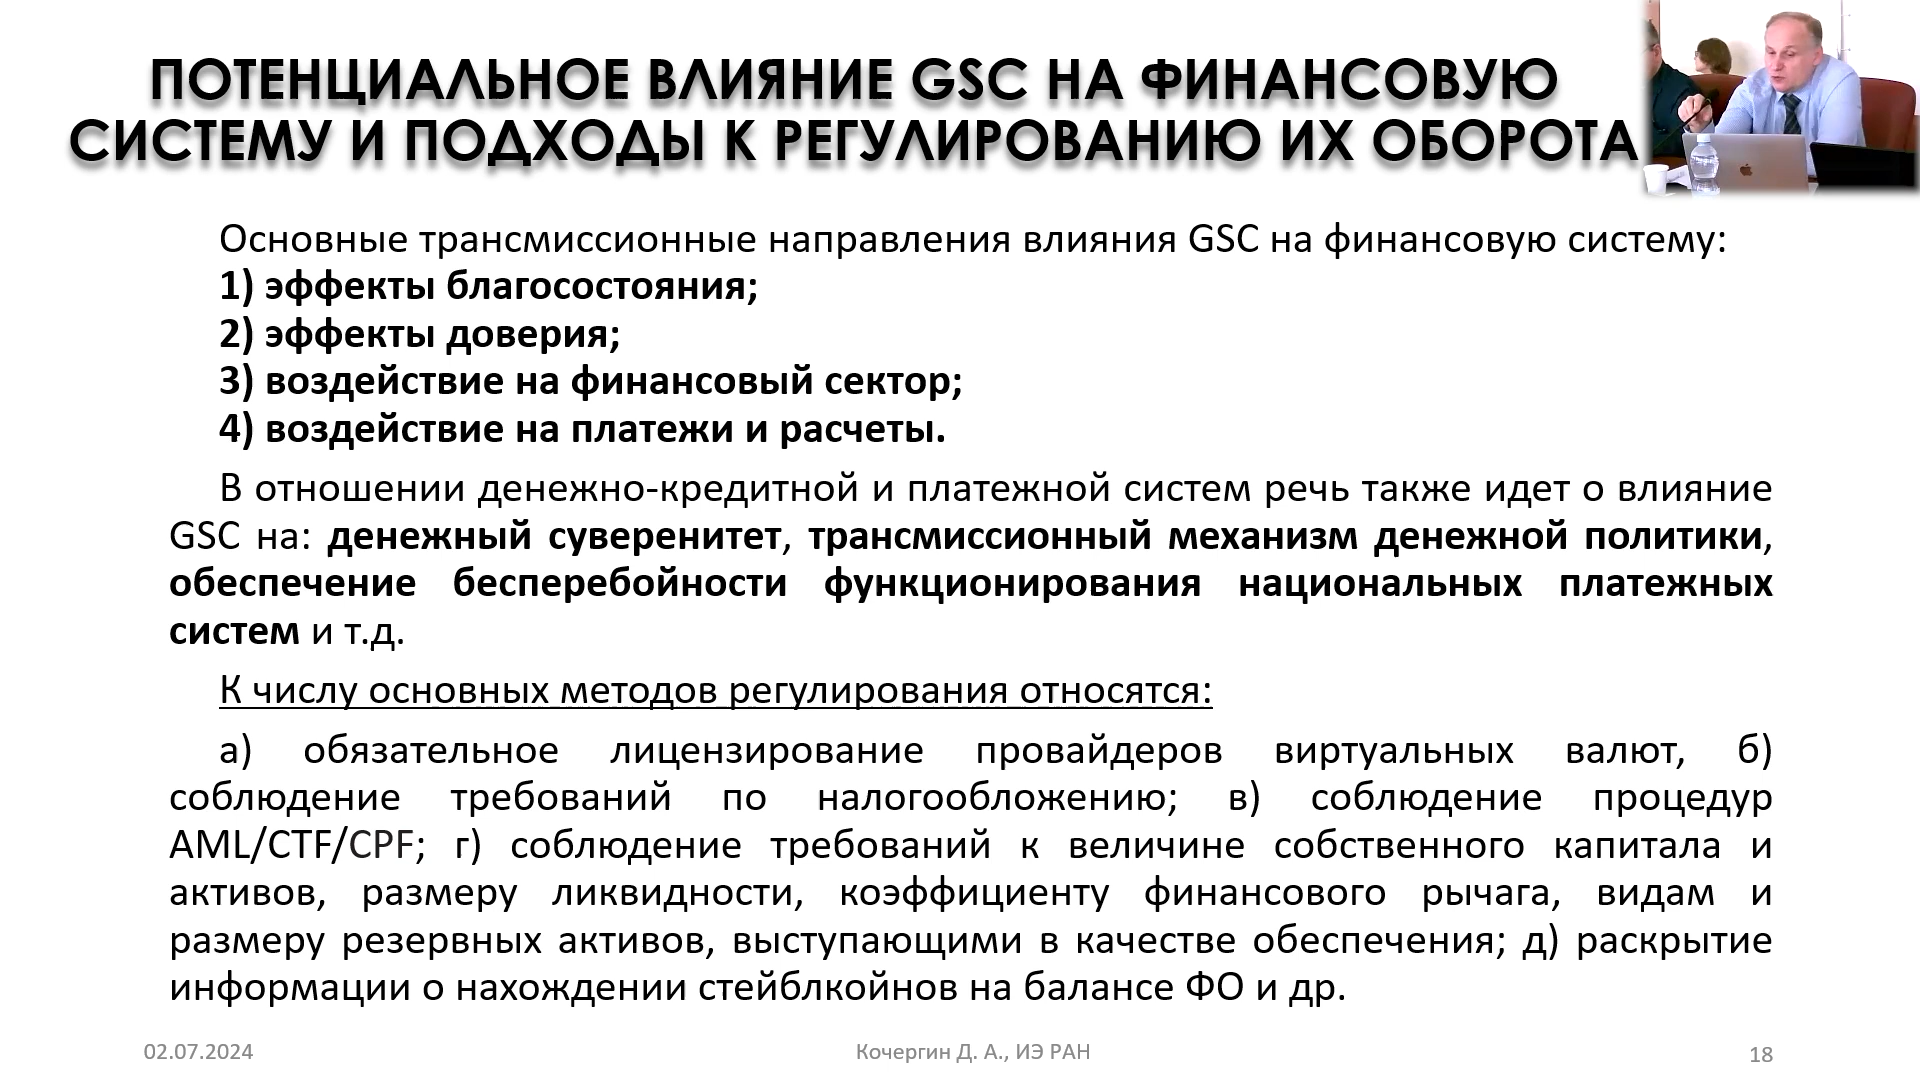 ПОТЕНЦИАЛЬНОЕ ВЛИЯНИЕ GSC НА ФИНАНСОВУЮ
СИСТЕМУ И ПОДХОДЫ К РЕГУЛИРОВАНИЮ ИХ ОБОРОТА
Основные трансмиссионные направления влияния GSC на финансовую систему:
1) эффекты благосостояния;
2) эффекты доверия;
3) воздействие на финансовый сектор;
4) воздействие на платежи и расчеты.
В отношении денежно-кредитной и платежной систем речь также идет о влияние
GSC на: денежный суверенитет, трансмиссионный механизм денежной политики,
обеспечение бесперебойности функционирования национальных платежных
систем и т.д.
К числу основных методов регулирования относятся:
а) обязательное лицензирование провайдеров виртуальных валют, б)
соблюдение требований по налогообложению; в) соблюдение процедур
AML/CTF/CPF; г) соблюдение требований к величине собственного капитала и
активов, размеру ликвидности, коэффициенту финансового рычага, видам и
размеру резервных активов, выступающими в качестве обеспечения; д) раскрытие
информации о нахождении стейблкойнов на балансе ФО и др.
02.07.2024
Кочергин Д. А., ИЭ РАН
18